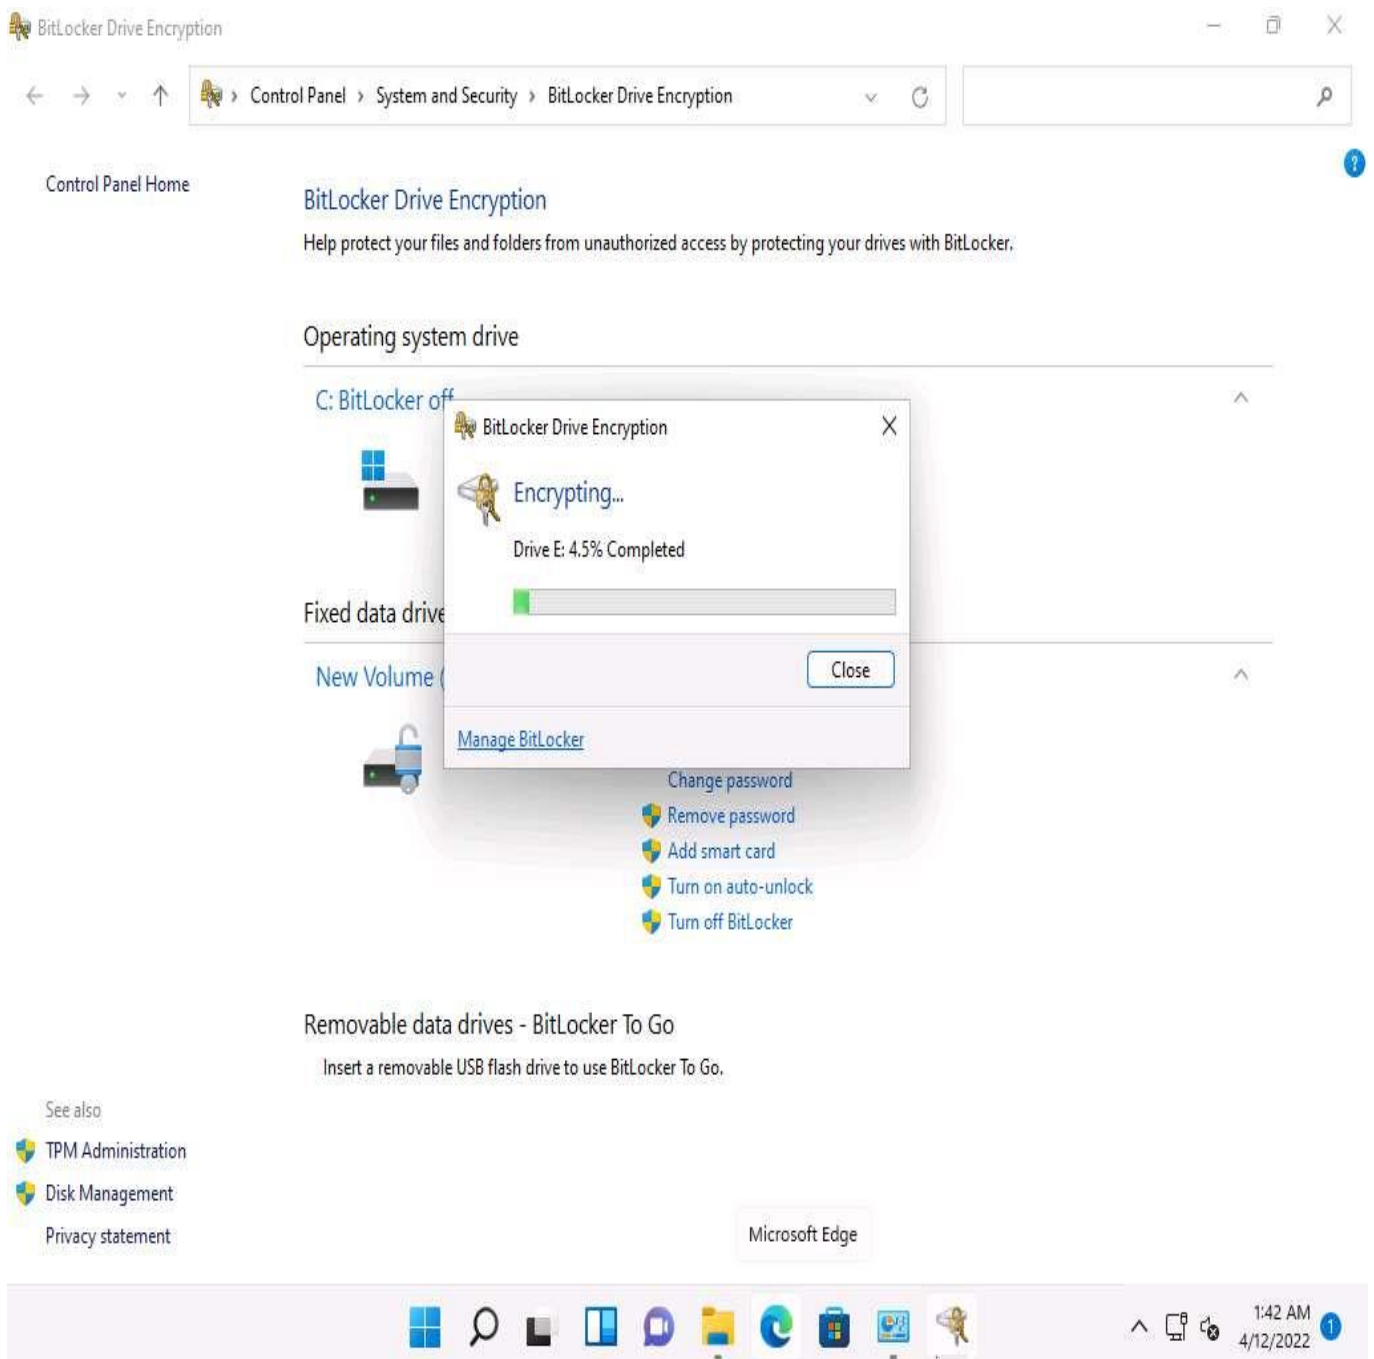 BitLocker Drive Encryption
Control Panel > System and Security > BitLocker Drive Encryption
Control Panel Home
BitLocker Drive Encryption
Help protect your files and folders from unauthorized access by protecting your drives with BitLocker.
Operating system drive
C: BitLocker off
BitLocker Drive Encryption
Encrypting...
Drive E: 4.5% Completed
Close
Manage BitLocker
Fixed data drive
New Volume (
Change password
Remove password
Add smart card
Turn on auto-unlock
Turn off BitLocker
Removable data drives - BitLocker To Go
Insert a removable USB flash drive to use BitLocker To Go.
See also
TPM Administration
Disk Management
Privacy statement
Microsoft Edge
1:42 AM
4/12/2022
1